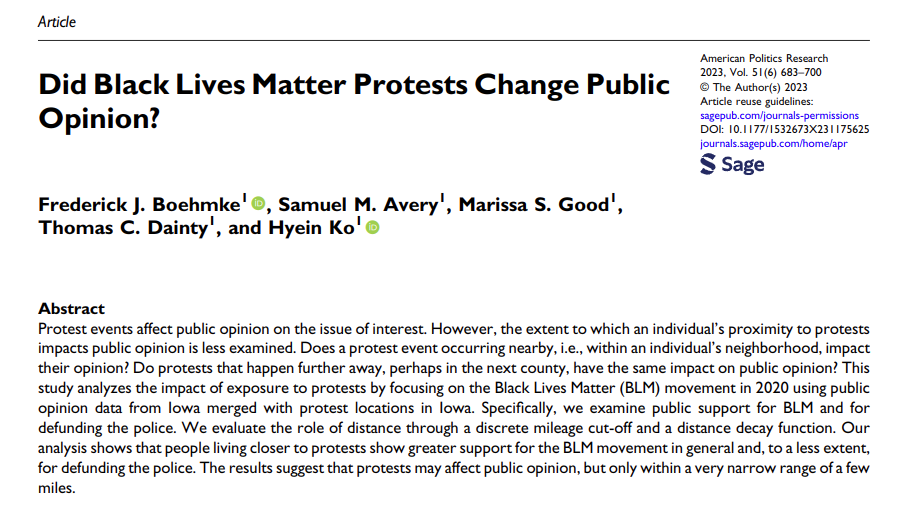 Article
Did Black Lives Matter Protests Change Public
Opinion?
American Politics Research
2023, Vol. 51(6) 683–700
© The Author(s) 2023
Article reuse guidelines:
sagepub.com/journals-permissions
DOI: 10.1177/1532673X231175625
journals.sagepub.com/home/apr
Sage
Frederick J. Boehmke¹ iD, Samuel M. Avery¹, Marissa S. Good¹,
Thomas C. Dainty¹, and Hyein Ko¹ iD
Abstract
Protest events affect public opinion on the issue of interest. However, the extent to which an individual’s proximity to protests
impacts public opinion is less examined. Does a protest event occurring nearby, i.e., within an individual’s neighborhood, impact
their opinion? Do protests that happen further away, perhaps in the next county, have the same impact on public opinion? This
study analyzes the impact of exposure to protests by focusing on the Black Lives Matter (BLM) movement in 2020 using public
opinion data from Iowa merged with protest locations in Iowa. Specifically, we examine public support for BLM and for
defunding the police. We evaluate the role of distance through a discrete mileage cut-off and a distance decay function. Our
analysis shows that people living closer to protests show greater support for the BLM movement in general and, to a less extent,
for defunding the police. The results suggest that protests may affect public opinion, but only within a very narrow range of a few
miles.